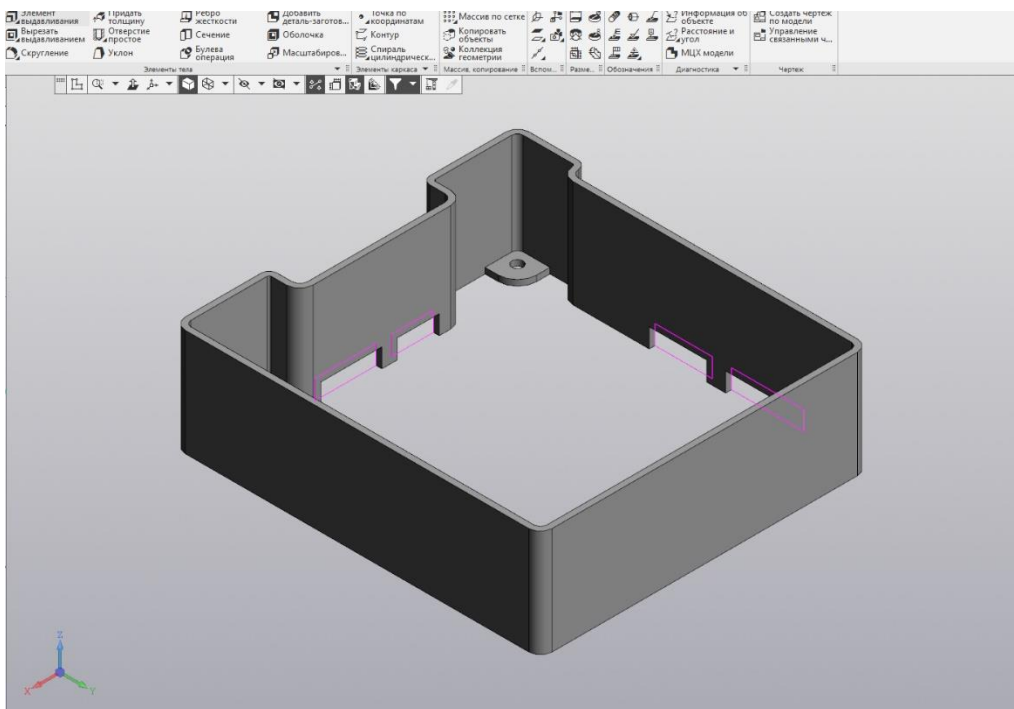 Элемент
выдавливания
Придать
толщину
Ребро
жесткости
Добавить
деталь-заготов...
Точка по
координатам
Массив по сетке
Информация об
объекте
Создать чертеж
по модели
Вырезать
выдавливанием
Отверстие
простое
Сечение
Оболочка
Контур
Копировать
объекты
Расстояние и
угол
Управление
связанными ч...
Скругление
Уклон
Булева
операция
Масштабиров...
Спираль
цилиндрическ...
Коллекция
геометрии
МЦХ модели
Элементы тела
Элементы каркаса
Массив, копирование
Вспом...
Разме...
Обозначения
Диагностика
Чертеж
Z
X
Y